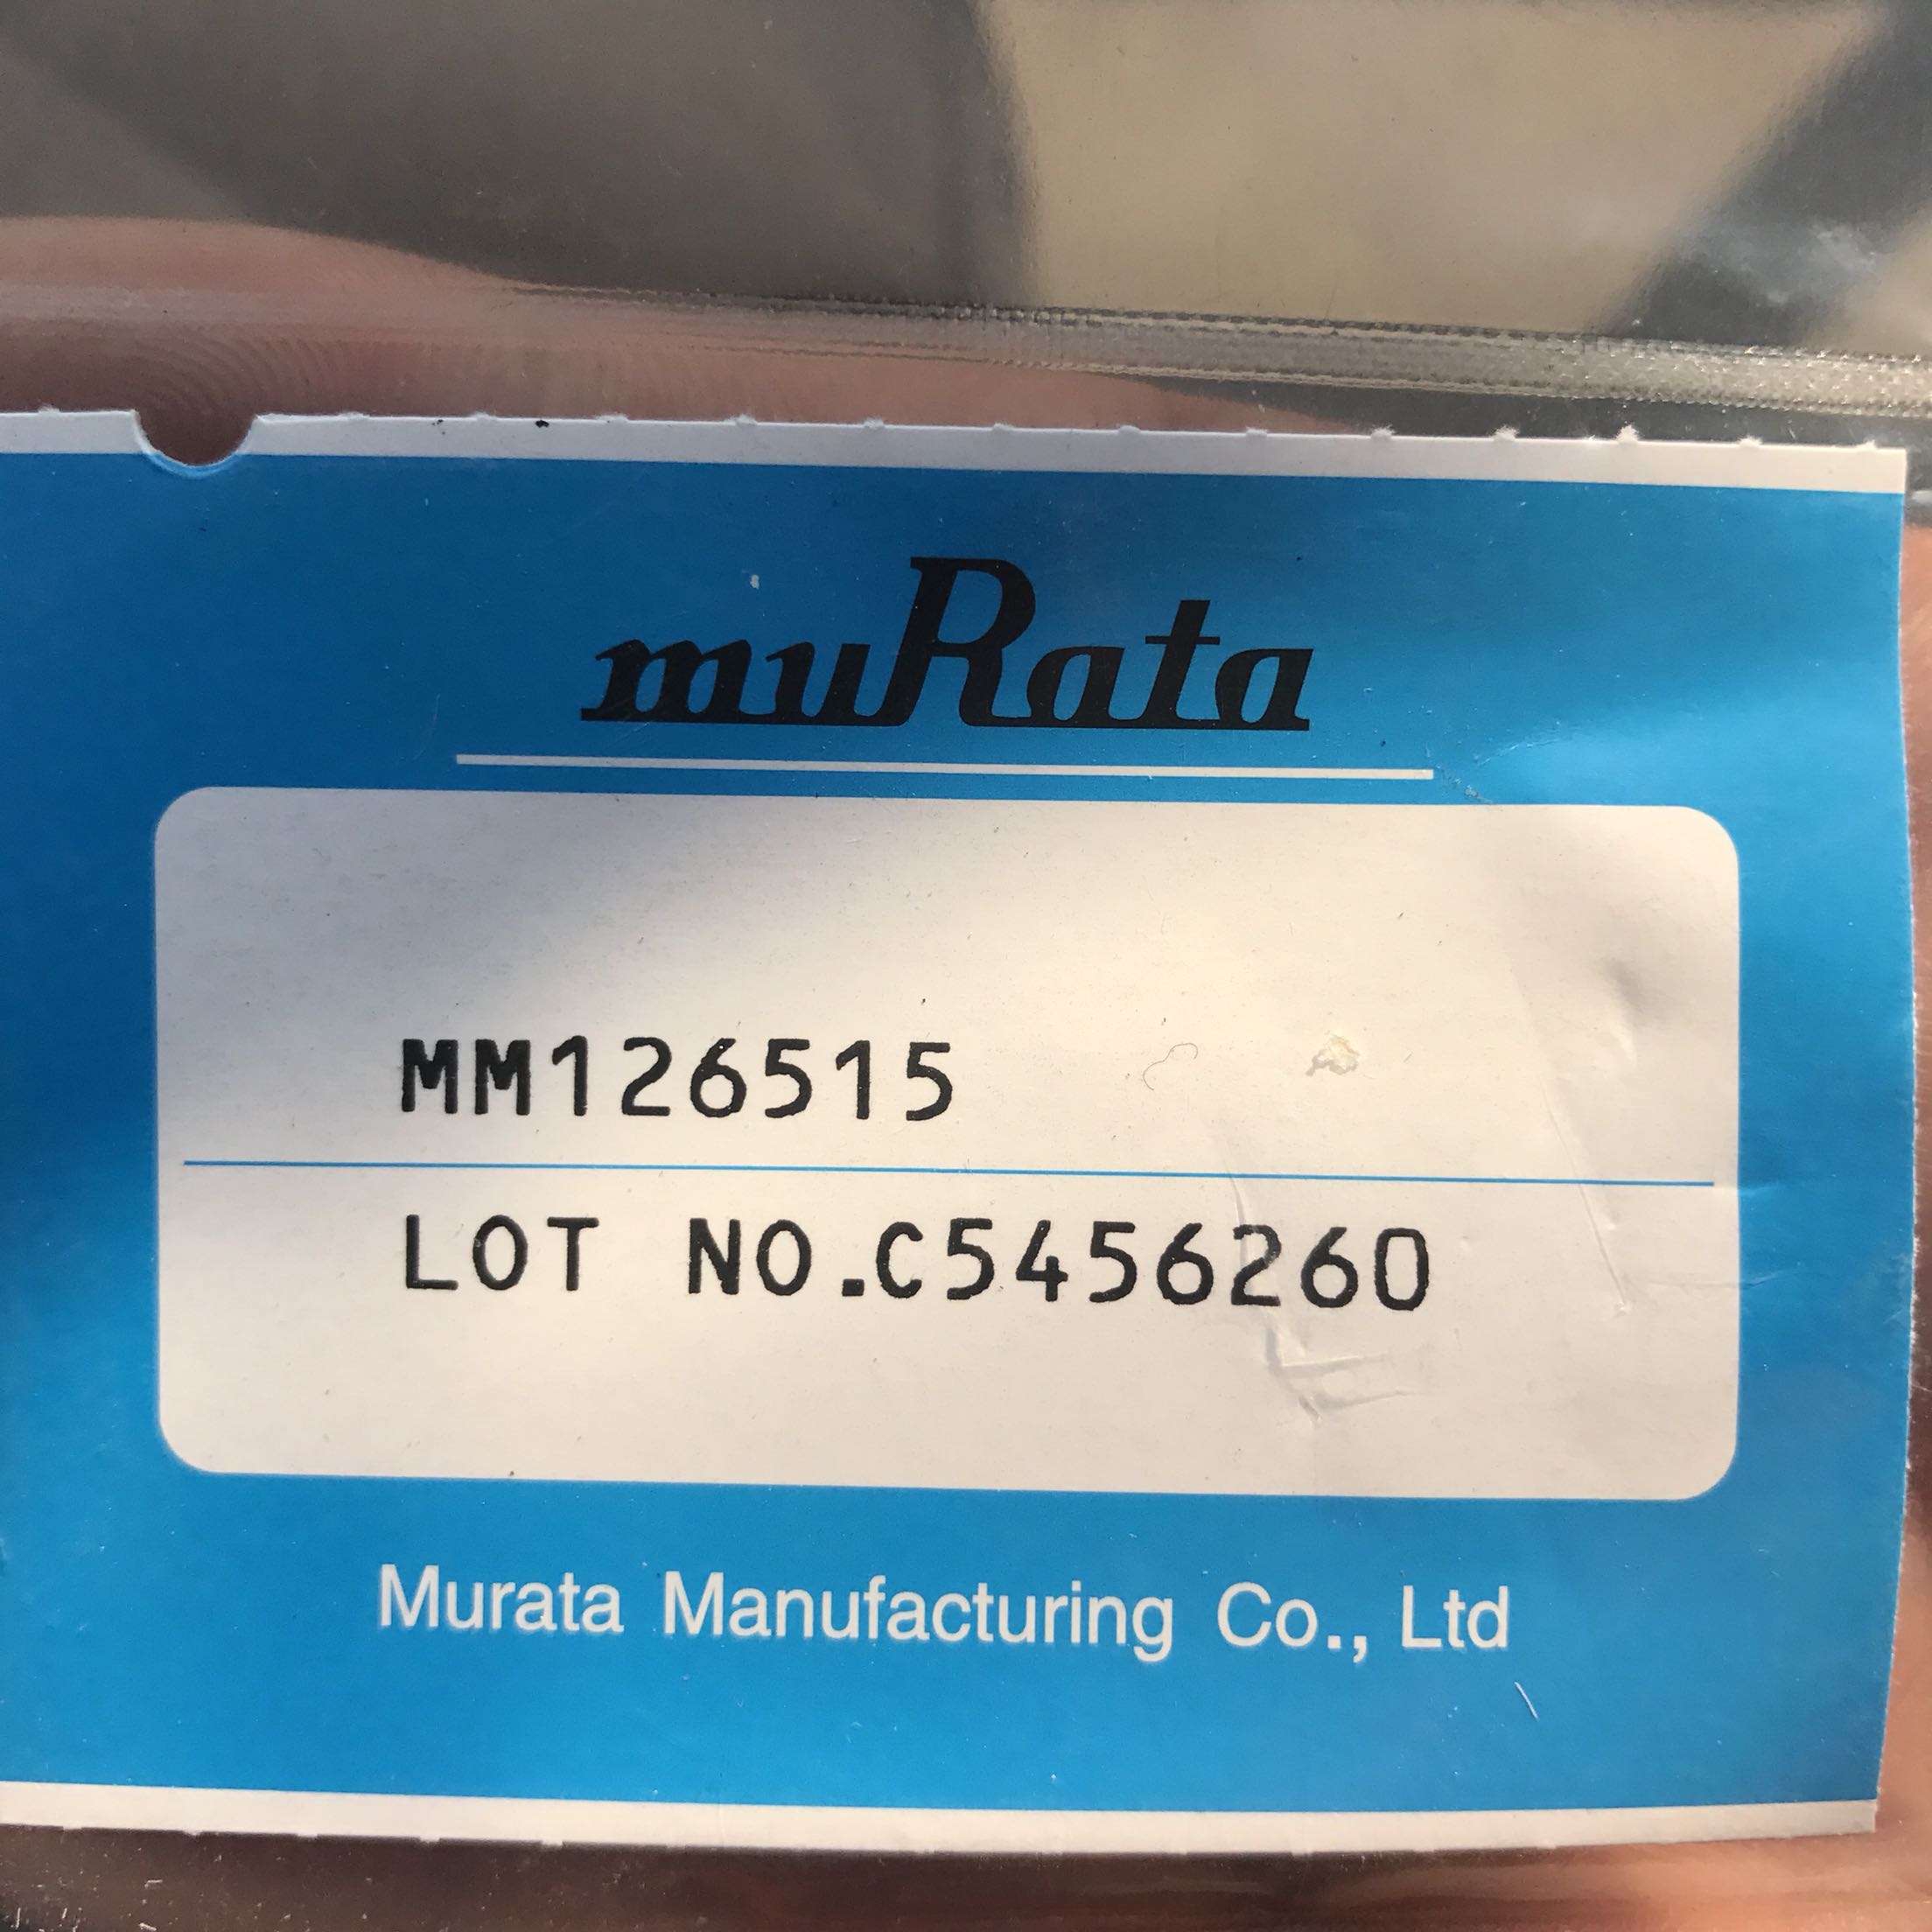 muRata
MM126515
LOT NO.C5456260
Murata Manufacturing Co., Ltd